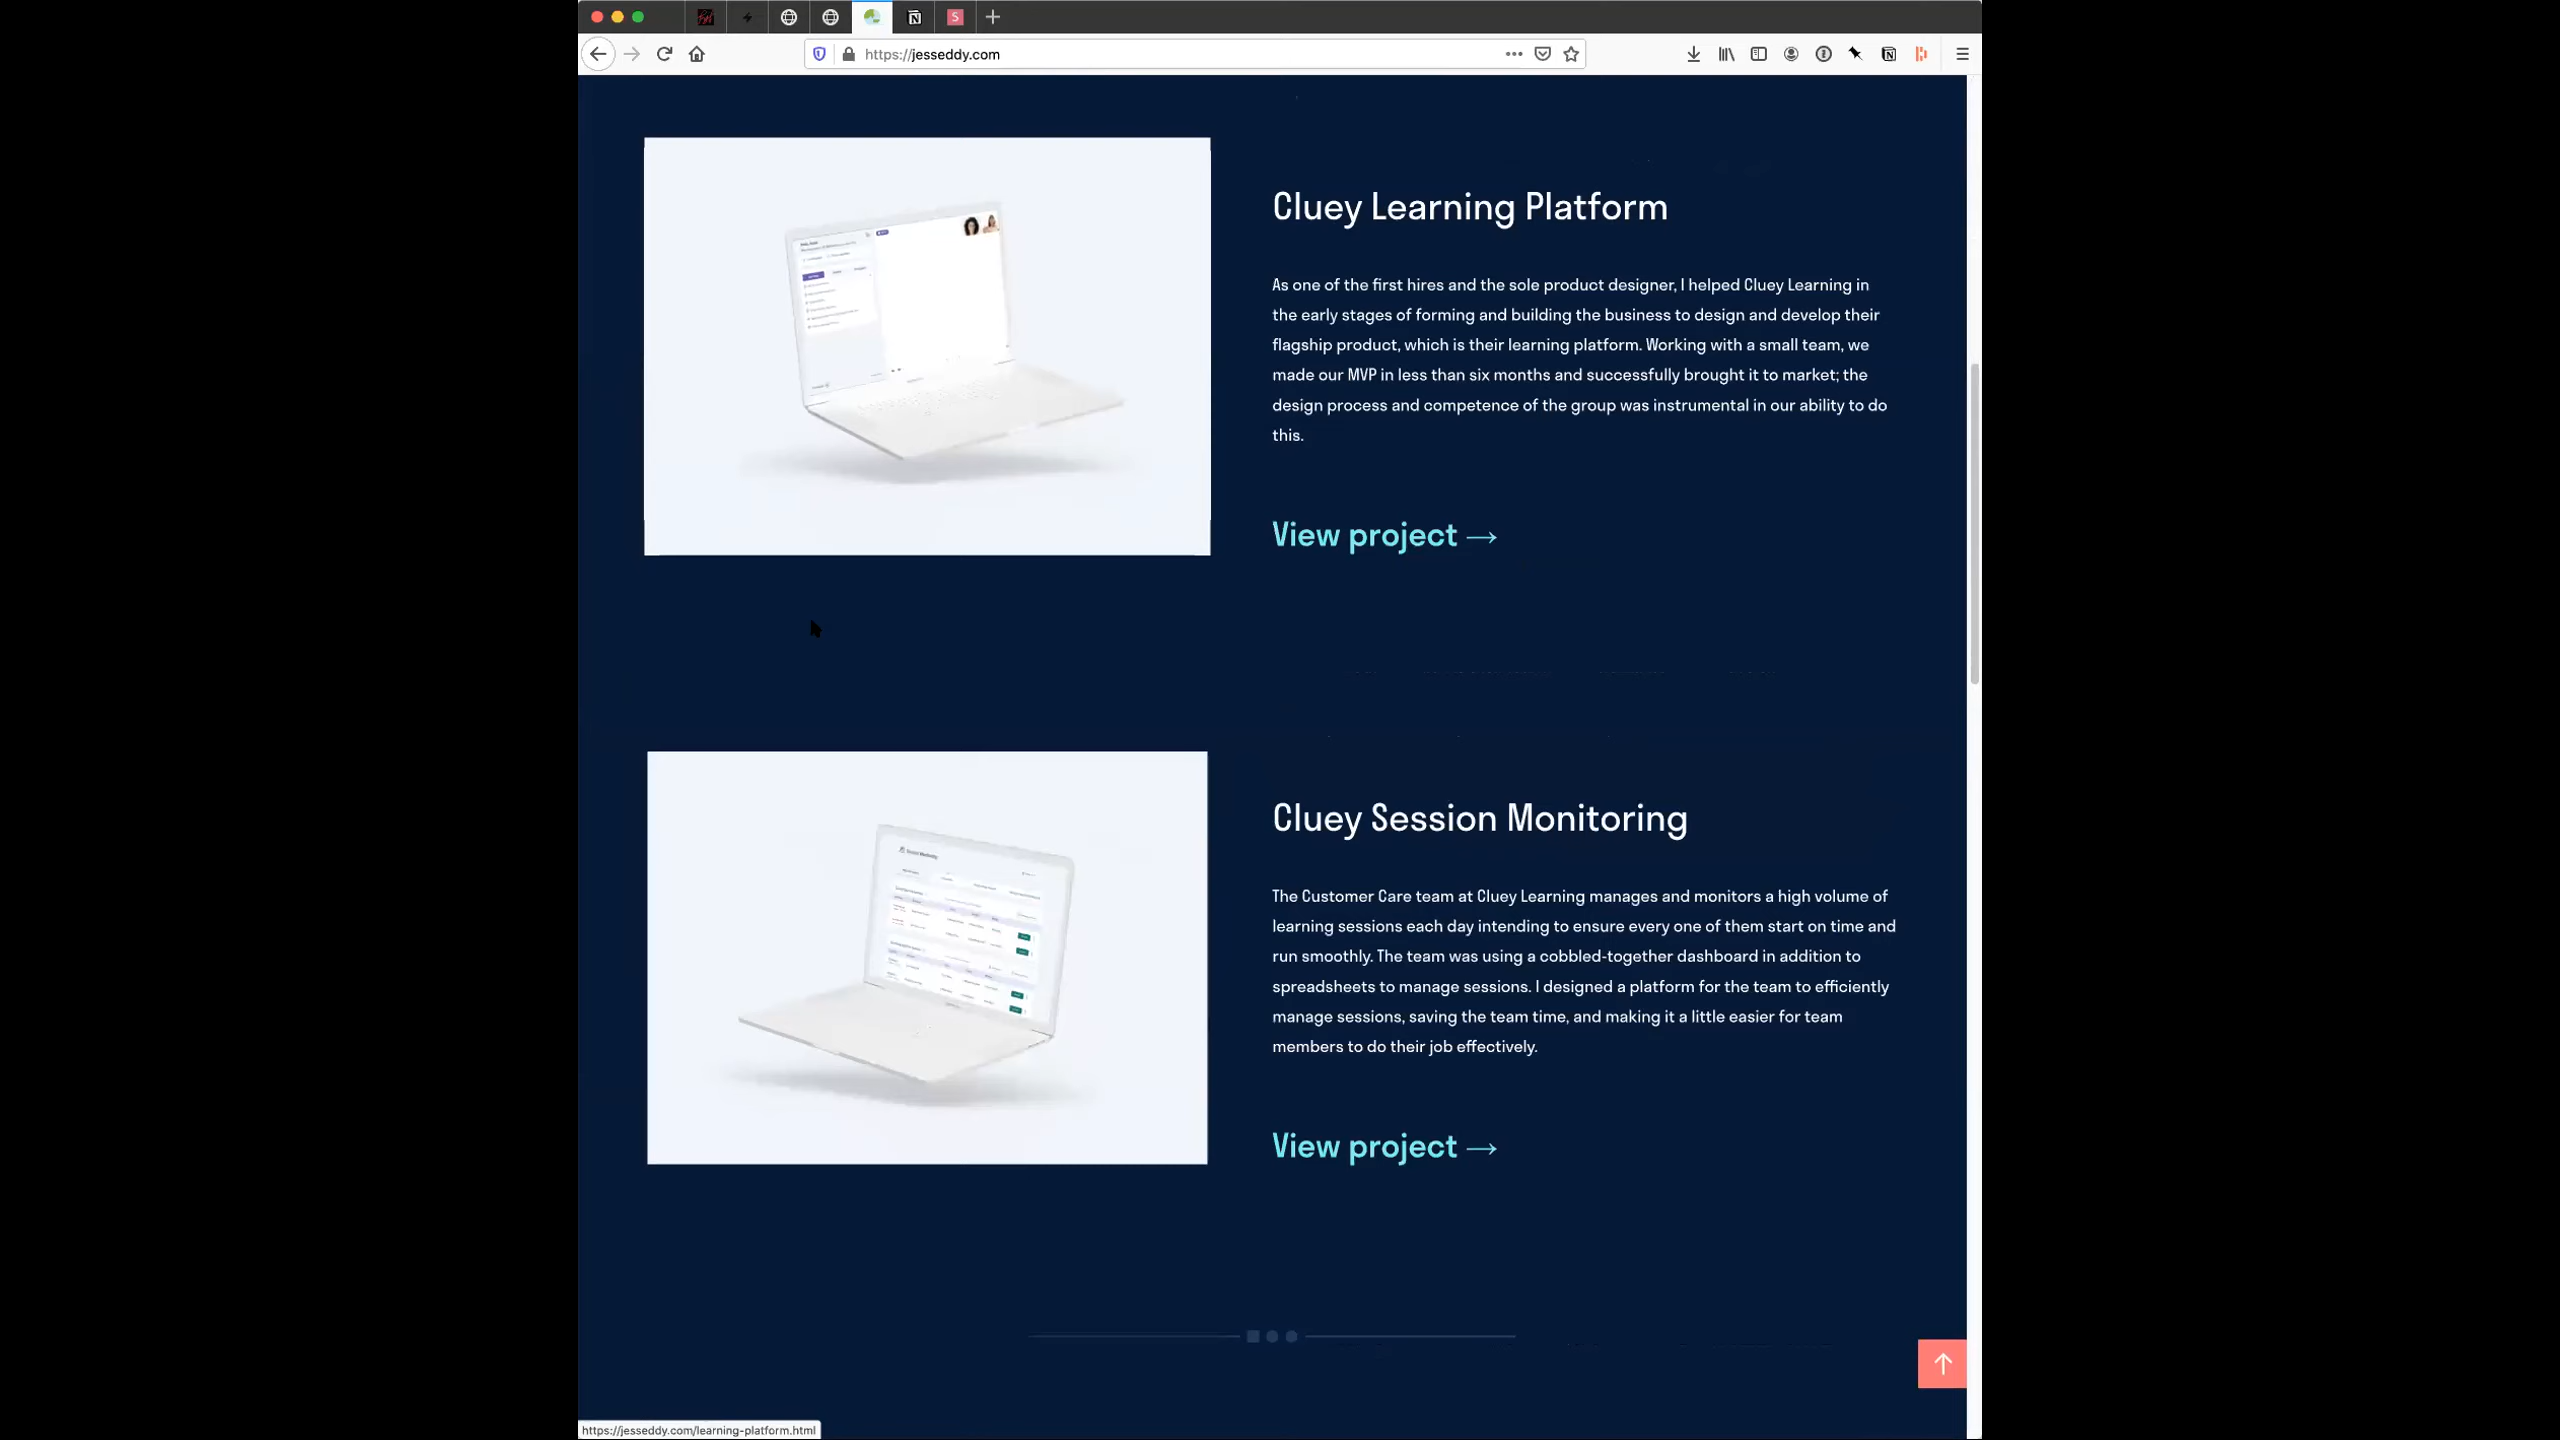 S
https://jesseddy.com
Cluey Learning Platform
As one of the first hires and the sole product designer, I helped Cluey Learning in
the early stages of forming and building the business to design and develop their
flagship product, which is their learning platform. Working with a small team, we
made our MVP in less than six months and successfully brought it to market; the
design process and competence of the group was instrumental in our ability to do
this.
View project →
Cluey Session Monitoring
The Customer Care team at Cluey Learning manages and monitors a high volume of
learning sessions each day intending to ensure every one of them start on time and
run smoothly. The team was using a cobbled-together dashboard in addition to
spreadsheets to manage sessions. I designed a platform for the team to efficiently
manage sessions, saving the team time, and making it a little easier for team
members to do their job effectively.
View project →
https://jesseddy.com/learning-platform.html